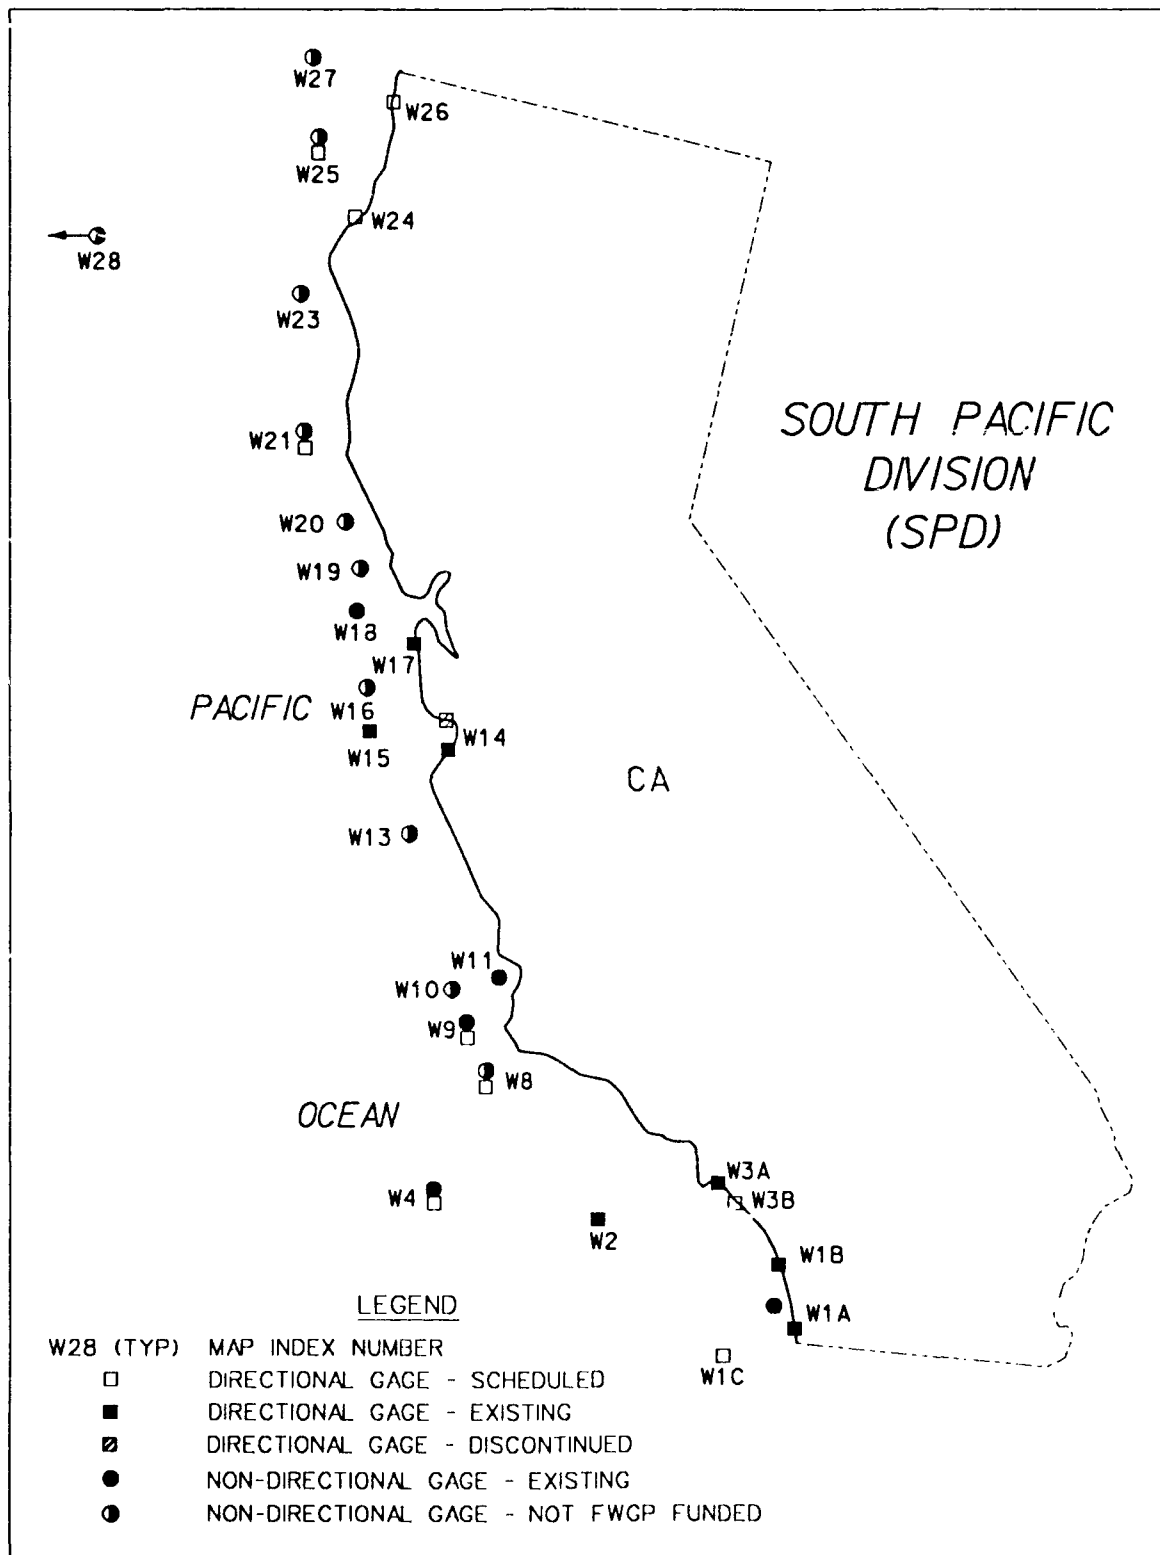 W27
W26
W25
W24
W28
W23
SOUTH PACIFIC
DIVISION
(SPD)
W21
W20
W19
W18
W17
PACIFIC
W16
W14
W15
CA
W13
W11
W10
W9
W8
OCEAN
W3A
W4
W3B
W2
W1B
LEGEND
W1A
W28 (TYP) MAP INDEX NUMBER
W1C
DIRECTIONAL GAGE - SCHEDULED
DIRECTIONAL GAGE - EXISTING
DIRECTIONAL GAGE - DISCONTINUED
NON-DIRECTIONAL GAGE - EXISTING
NON-DIRECTIONAL GAGE - NOT FWGP FUNDED